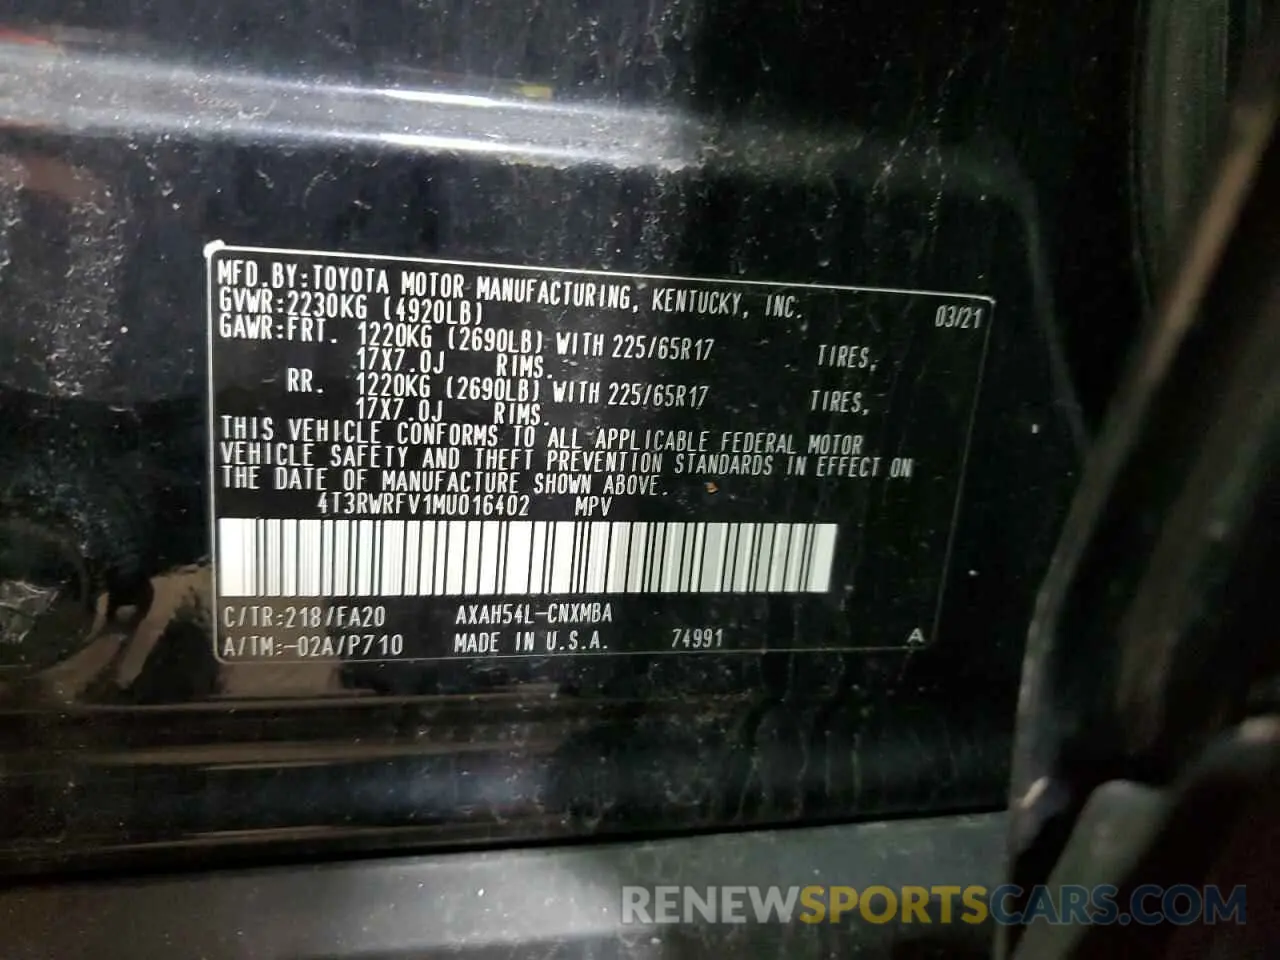 MFD.BY:TOYOTA MOTOR MANUFACTURING, KENTUCKY, INC.
GVWR:2230KG (4920LB) 03/21
GAWR:FRT. 1220KG (2690LB) WITH 225/65R17 TIRES,
17X7.0J RIMS.
RR. 1220KG (2690LB) WITH 225/65R17 TIRES,
17X7.0J RIMS.
THIS VEHICLE CONFORMS TO ALL APPLICABLE FEDERAL MOTOR
VEHICLE SAFETY AND THEFT PREVENTION STANDARDS IN EFFECT ON
THE DATE OF MANUFACTURE SHOWN ABOVE.
4T3RWRFV1MU016402 MPV
C/TR:218/FA20 AXAH54L-CNXMBA
A/TM:-02A/P710 MADE IN U.S.A. 74991 A
RENEWSPORTSCARS.COM